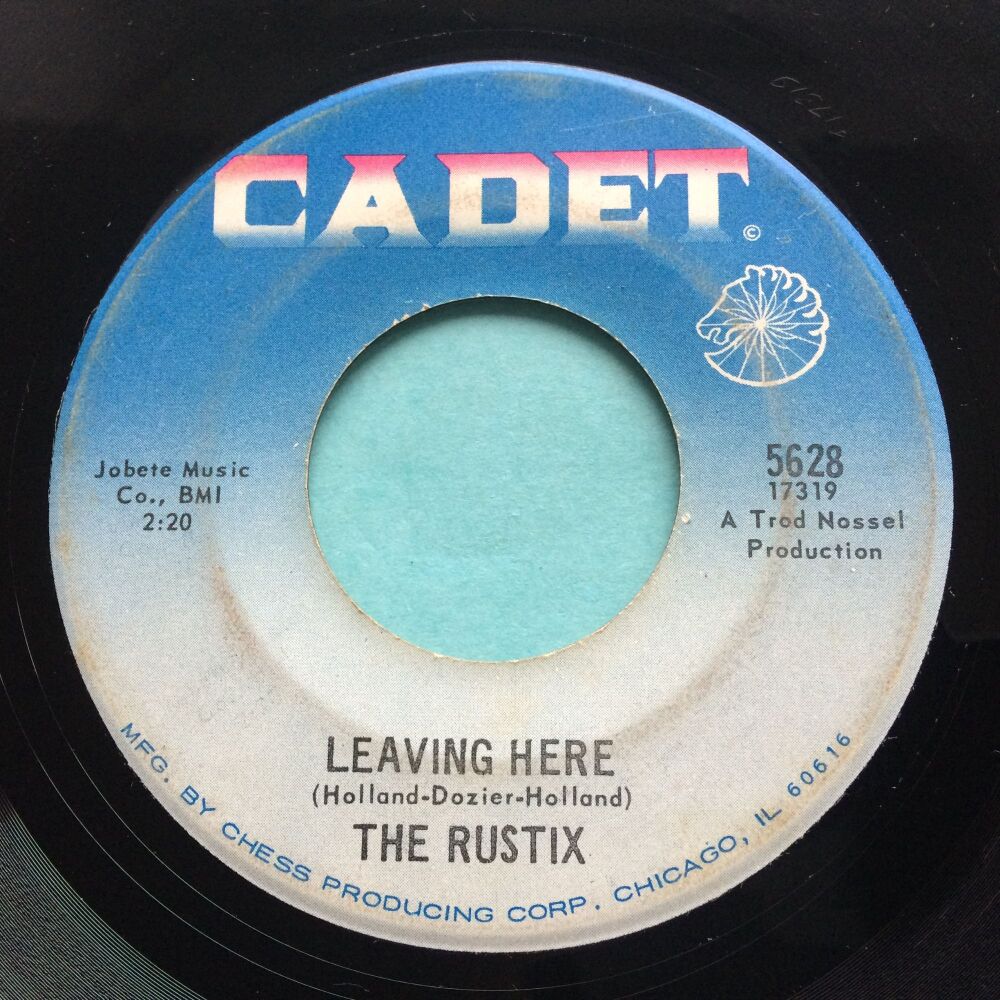 CADET
©
Jobete Music
Co., BMI
2:20
5628
17319
A Trod Nossel
Production
LEAVING HERE
(Holland-Dozier-Holland)
THE RUSTIX
MFG. BY CHESS PRODUCING CORP. CHICAGO, IL 60616